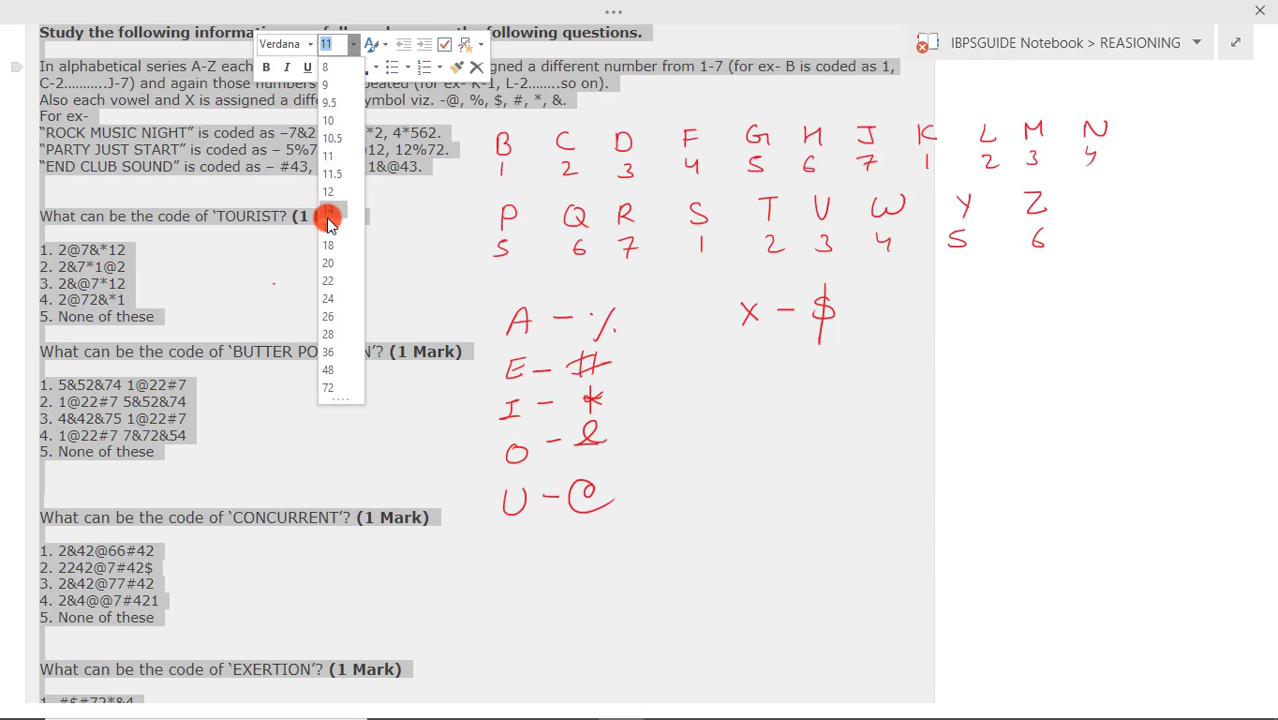 Study the following information
the following questions.
IBPSGUIDE Notebook > REASONING
Verdana 11
B I U
In alphabetical series A-Z each
gned a different number from 1-7 (for ex- B is coded as 1,
C-2...........J-7) and again those numb
peated (for ex- K-1, L-2........so on).
Also each vowel and X is assigned a diff
ymbol viz. -@, %, $, #, *, &.
For ex-
“ROCK MUSIC NIGHT” is coded as –7&2
*2, 4*562.
“PARTY JUST START” is coded as – 5%7
@12, 12%72.
“END CLUB SOUND” is coded as – #43,
1&@43.
8
9
9.5
10
10.5
11
11.5
12
14
18
20
22
24
26
28
36
48
72
What can be the code of ‘TOURIST? (1
1. 2@7&*12
2. 2&7*1@2
3. 2&@7*12
4. 2@72&*1
5. None of these
What can be the code of ‘BUTTER PO
N’? (1 Mark)
1. 5&52&74 1@22#7
2. 1@22#7 5&52&74
3. 4&42&75 1@22#7
4. 1@22#7 7&72&54
5. None of these
What can be the code of ‘CONCURRENT’? (1 Mark)
1. 2&42@66#42
2. 2242@7#42$
3. 2&42@77#42
4. 2&4@@7#421
5. None of these
What can be the code of ‘EXERTION’? (1 Mark)
1. #$#72*&4
B C D F G H J K L M N
1 2 3 4 5 6 7 1 2 3 4
P Q R S T V W Y Z
5 6 7 1 2 3 4 5 6
A – % X – $
E – #
I – *
O – &
U – @